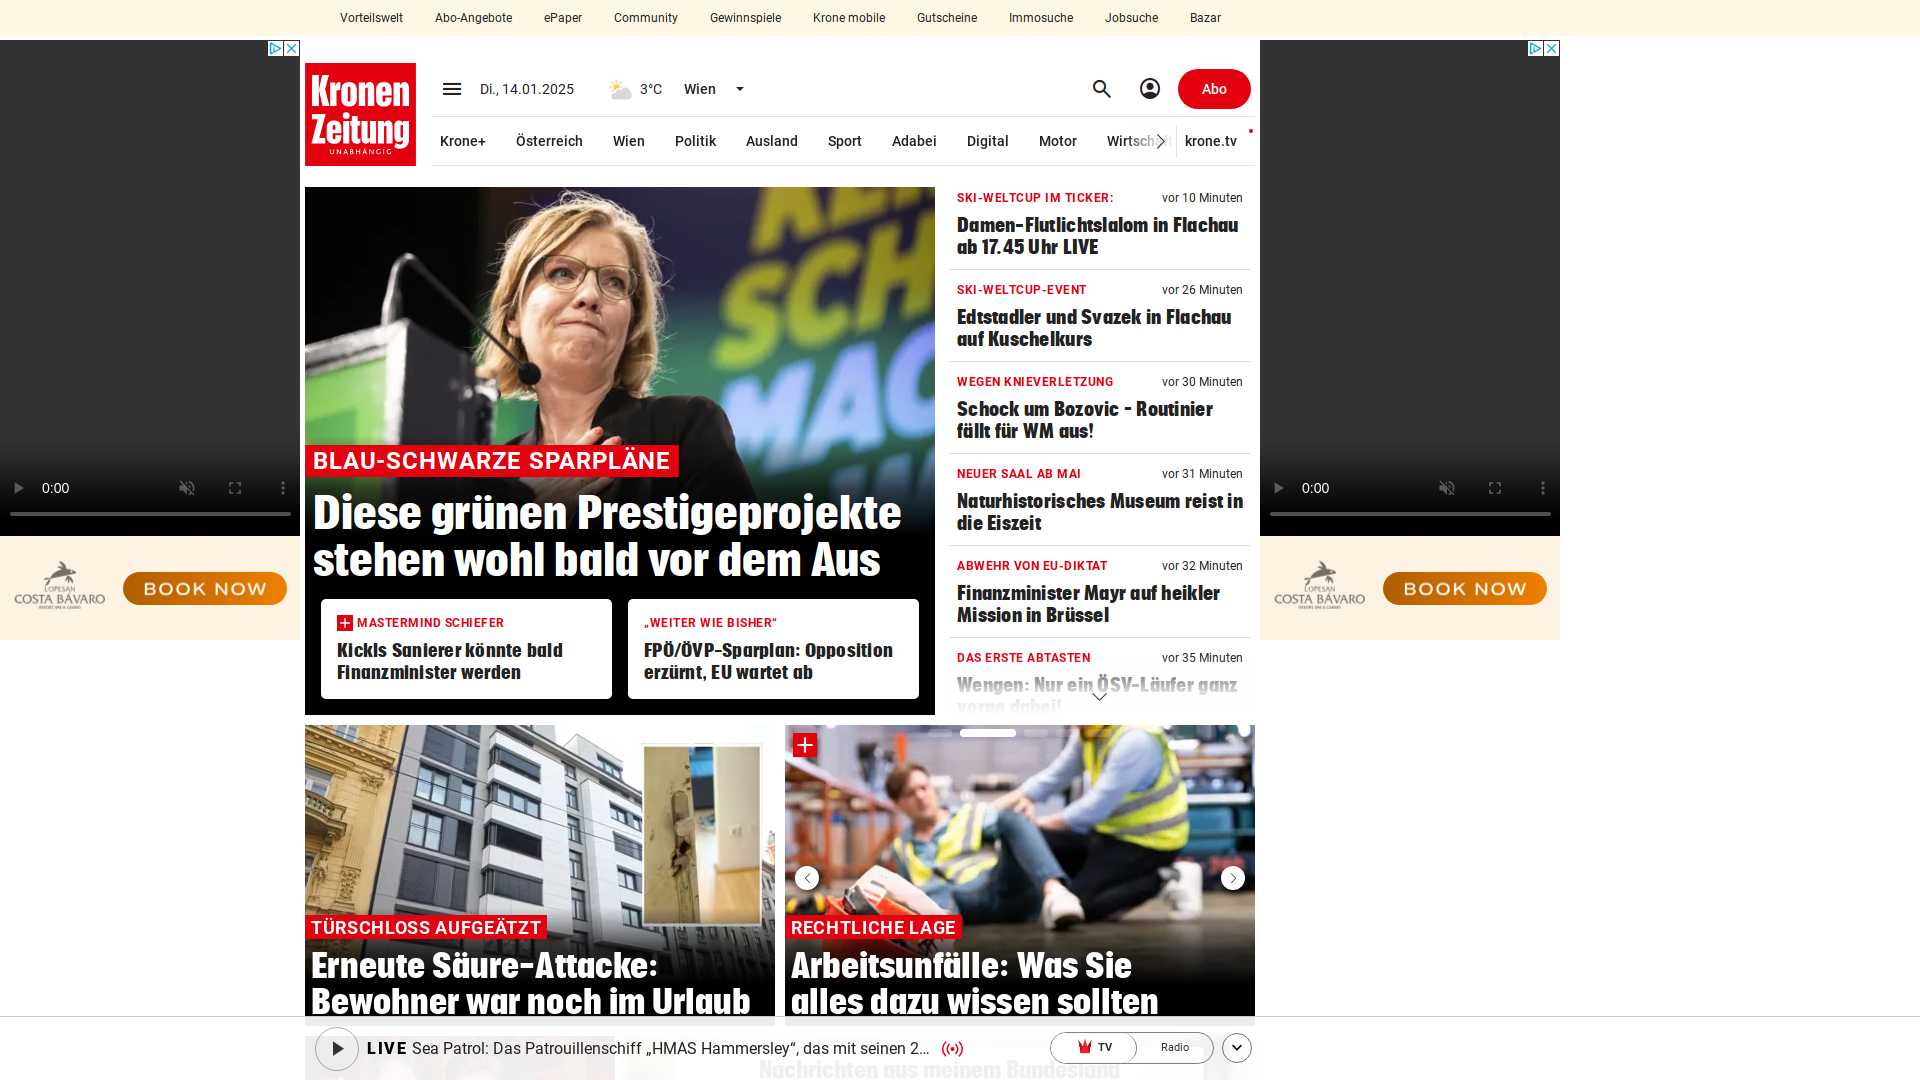 Vorteilswelt Abo-Angebote ePaper Community Gewinnspiele Krone mobile Gutscheine Immosuche Jobsuche Bazar
Kronen
Zeitung
UNABHÄNGIG
Di., 14.01.2025 3°C Wien
Abo
Krone+ Österreich Wien Politik Ausland Sport Adabei Digital Motor krone.tv
BLAU-SCHWARZE SPARPLÄNE
Diese grünen Prestigeprojekte
stehen wohl bald vor dem Aus
MASTERMIND SCHIEFER
Kickls Sanierer könnte bald
Finanzminister werden
„WEITER WIE BISHER“
FPÖ/ÖVP-Sparplan: Opposition
erzürnt, EU wartet ab
SKI-WELTCUP IM TICKER: vor 10 Minuten
Damen-Flutlichtslalom in Flachau
ab 17.45 Uhr LIVE
SKI-WELTCUP-EVENT vor 26 Minuten
Edtstadler und Svazek in Flachau
auf Kuschelkurs
WEGEN KNIEVERLETZUNG vor 30 Minuten
Schock um Bozovic – Routinier
fällt für WM aus!
NEUER SAAL AB MAI vor 31 Minuten
Naturhistorisches Museum reist in
die Eiszeit
ABWEHR VON EU-DIKTAT vor 32 Minuten
Finanzminister Mayr auf heikler
Mission in Brüssel
DAS ERSTE ABTASTEN vor 35 Minuten
Wengen: Nur ein ÖSV-Läufer ganz
vorne dabei!
0:00
LOPESAN
COSTA BÁVARO
BOOK NOW
0:00
LOPESAN
COSTA BÁVARO
BOOK NOW
TÜRSCHLOSS AUFGEÄTZT
Erneute Säure-Attacke:
Bewohner war noch im Urlaub
RECHTLICHE LAGE
Arbeitsunfälle: Was Sie
alles dazu wissen sollten
LIVE Sea Patrol: Das Patrouillenschiff „HMAS Hammersley“, das mit seinen 2...
TV Radio
Nachrichten aus meinem Bundesland